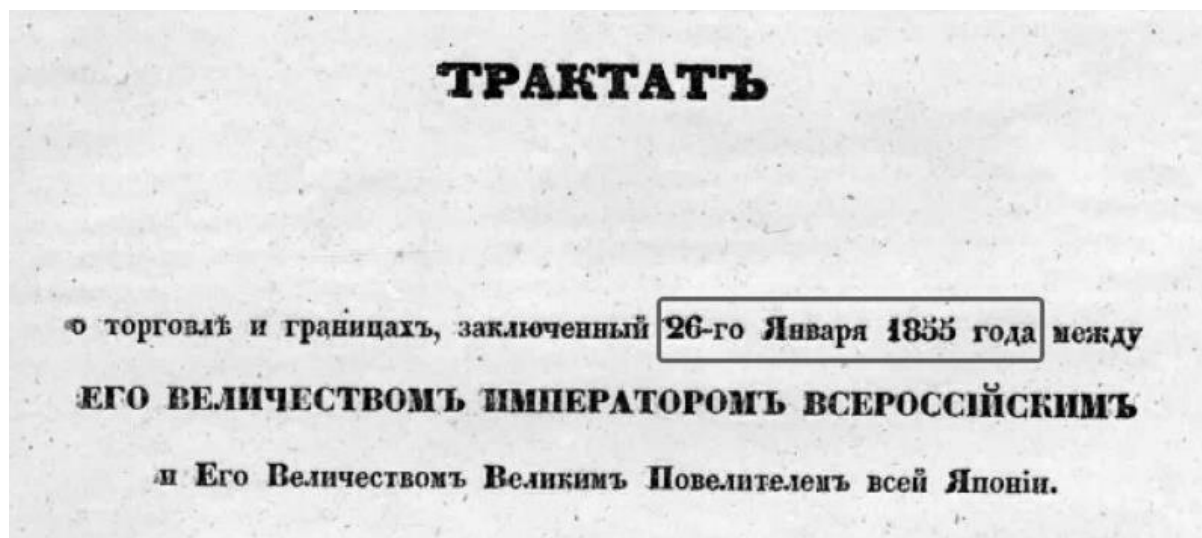 ТРАКТАТЪ
о торговлѣ и границахъ, заключенный 26-го Января 1855 года между
ЕГО ВЕЛИЧЕСТВОМЪ ИМПЕРАТОРОМЪ ВСЕРОССІЙСКИМЪ
и Его Величествомъ Великимъ Повелителемъ всей Японіи.